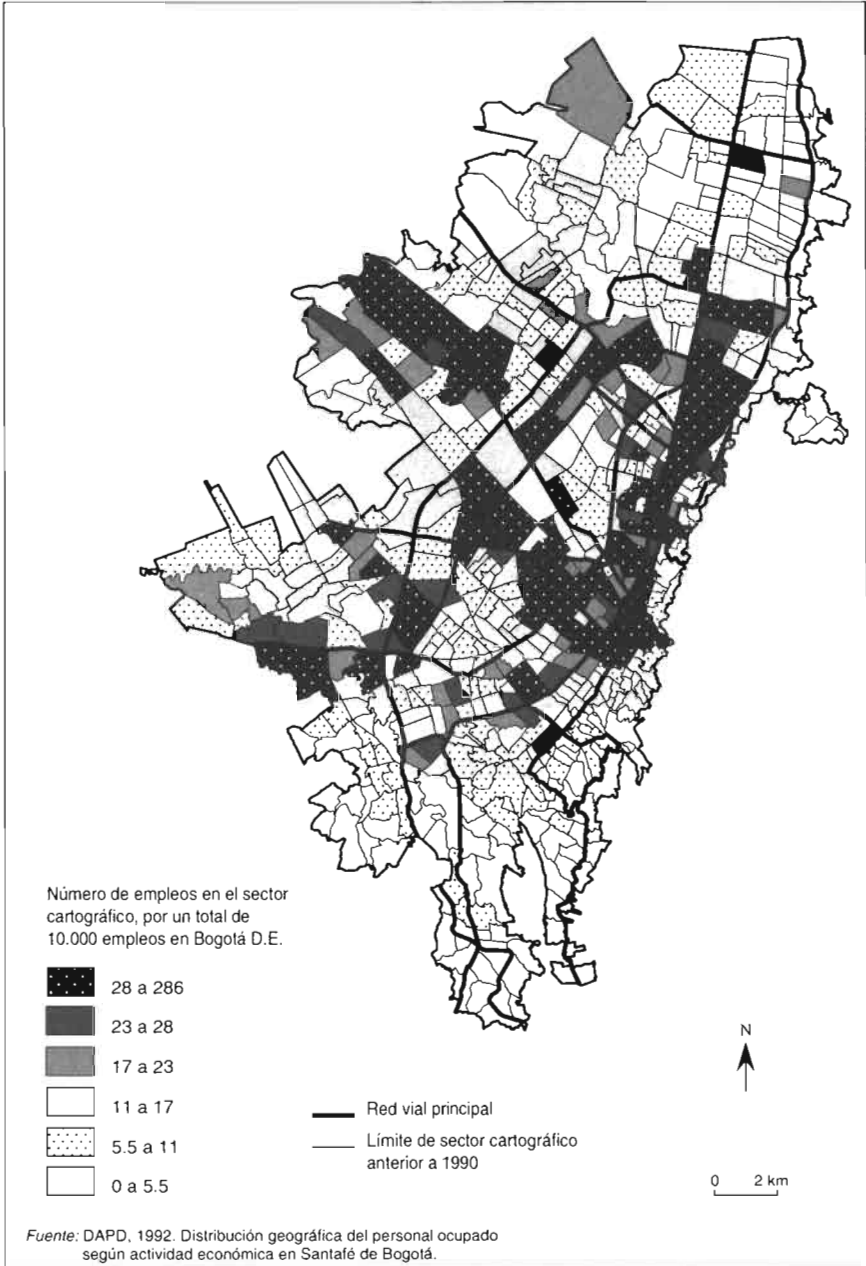 Número de empleos en el sector
cartográfico, por un total de
10.000 empleos en Bogotá D.E.
28 a 286
23 a 28
17 a 23
11 a 17
5.5 a 11
0 a 5.5
Red vial principal
Límite de sector cartográfico
anterior a 1990
N
0 2 km
Fuente: DAPD, 1992. Distribución geográfica del personal ocupado
según actividad económica en Santafé de Bogotá.